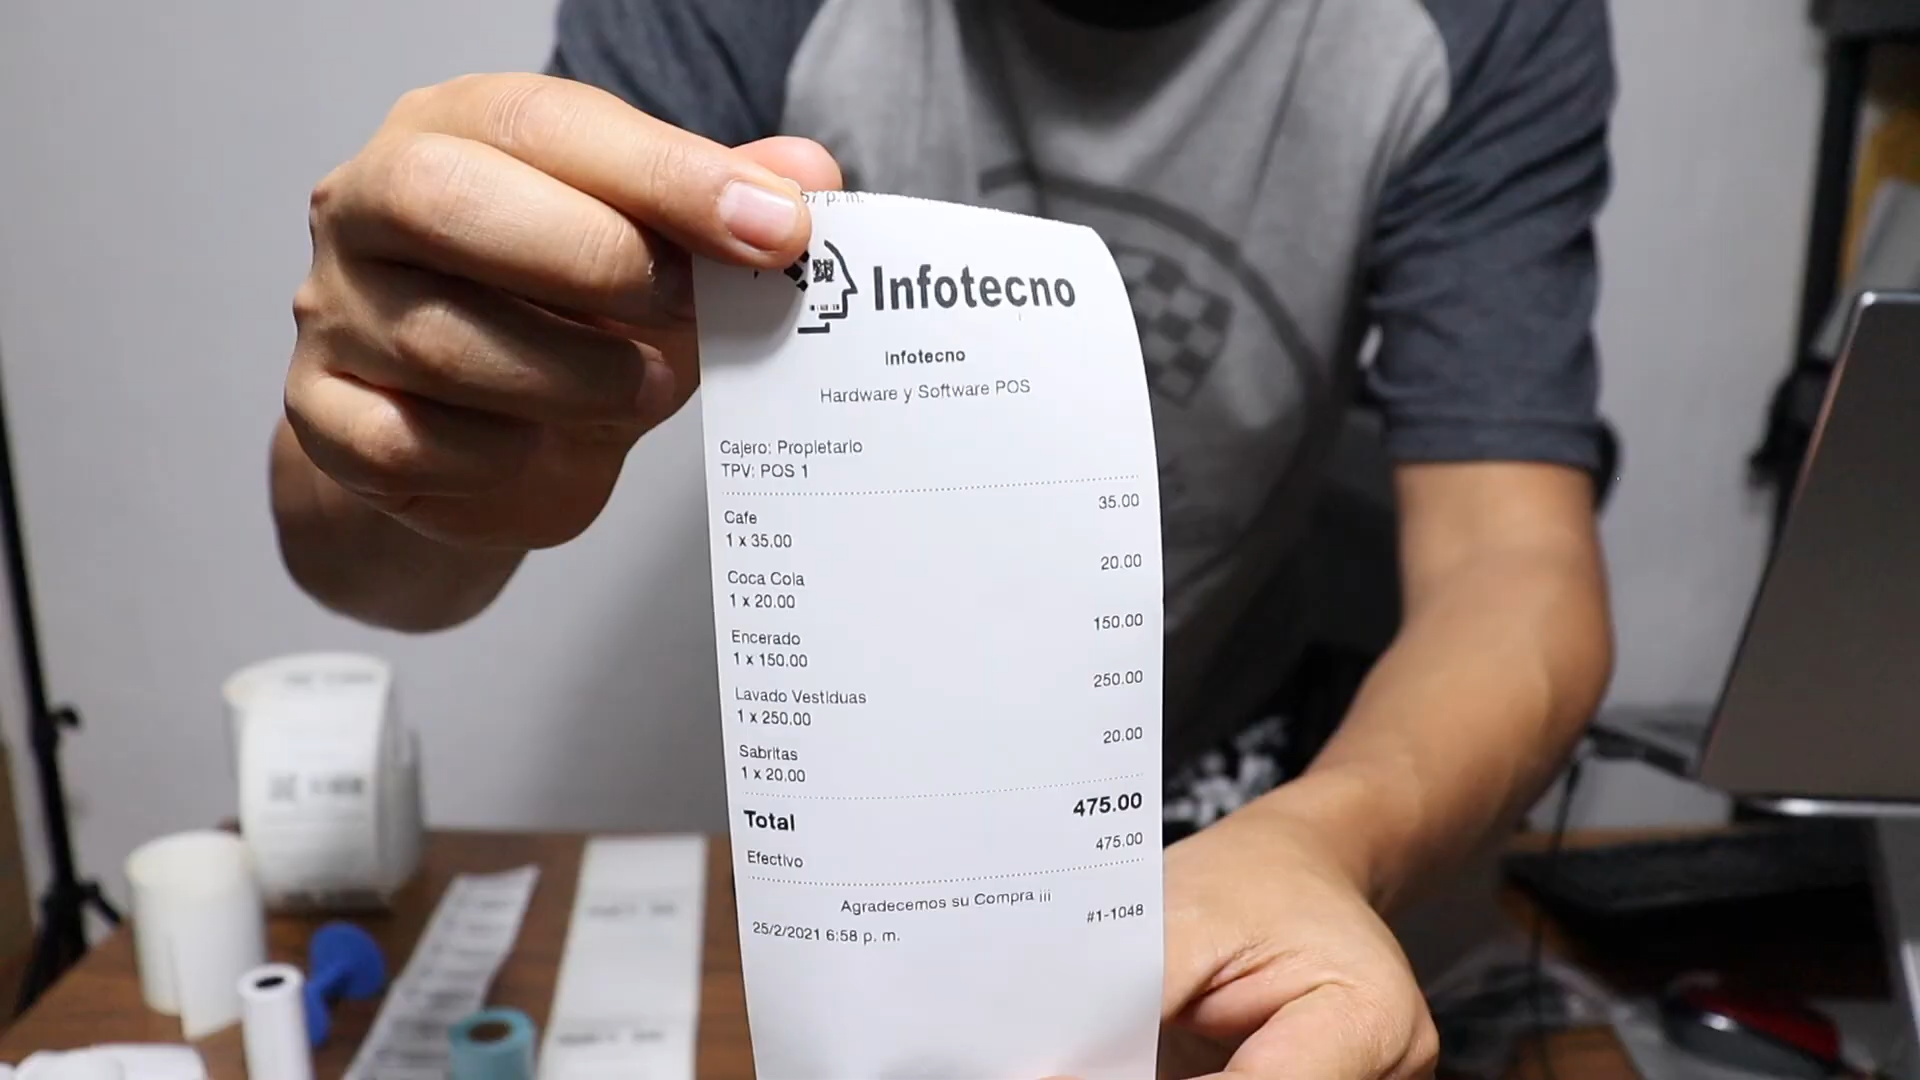 57 p. m.
Infotecno
Infotecno
Hardware y Software POS
Cajero: Propietario
TPV: POS 1
Cafe 35.00
1 x 35.00
Coca Cola 20.00
1 x 20.00
Encerado 150.00
1 x 150.00
Lavado Vestiduas 250.00
1 x 250.00
Sabritas 20.00
1 x 20.00
Total 475.00
Efectivo 475.00
Agradecemos su Compra ¡¡¡
25/2/2021 6:58 p. m. #1-1048